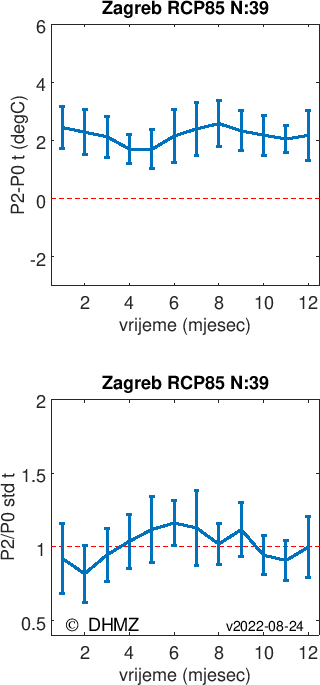 Zagreb RCP85 N:39
6
4
2
0
-2
P2-P0 t (degC)
2 4 6 8 10 12
vrijeme (mjesec)
Zagreb RCP85 N:39
2
1.5
1
0.5
P2/P0 std t
© DHMZ v2022-08-24
2 4 6 8 10 12
vrijeme (mjesec)